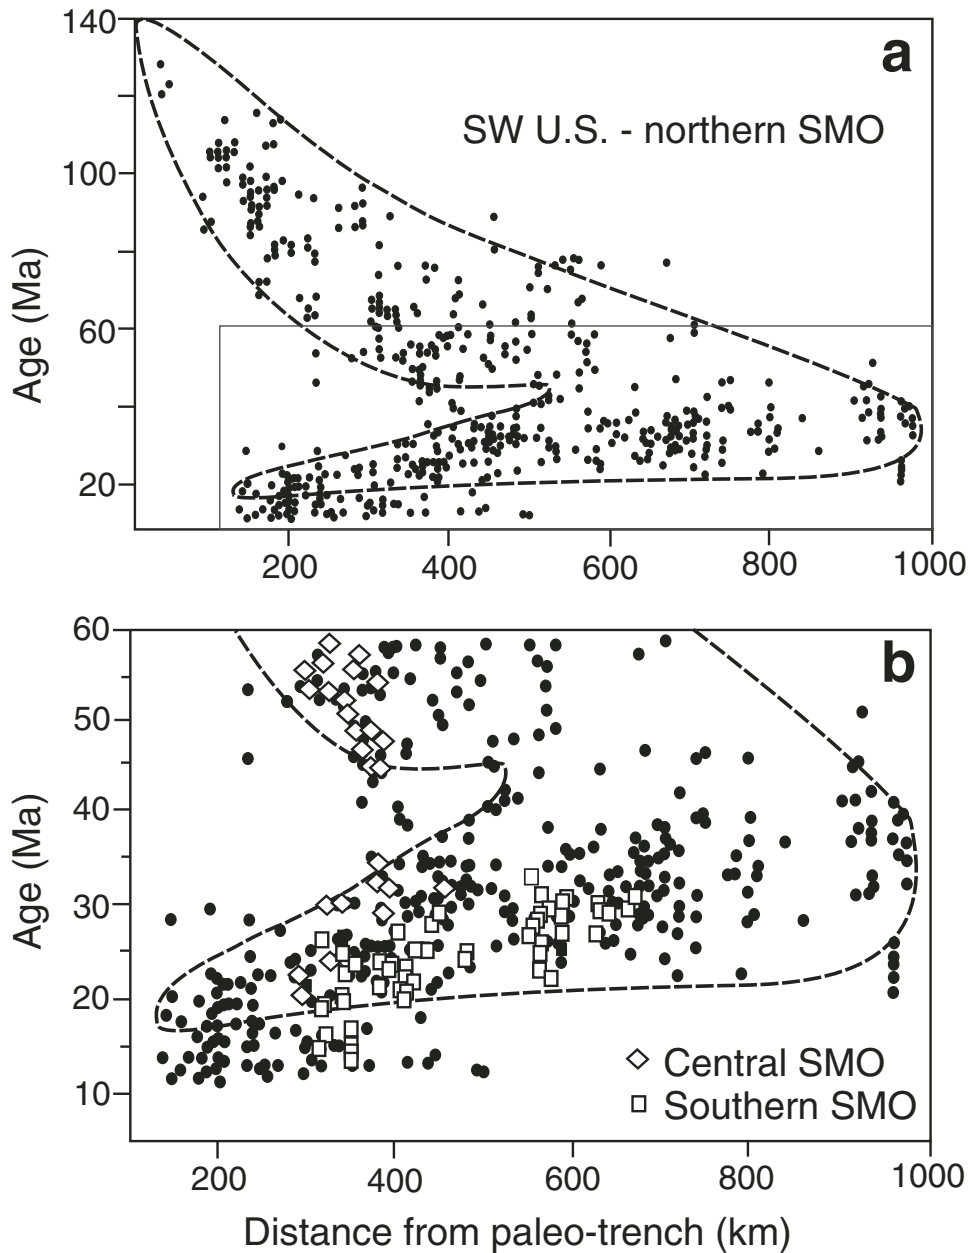 a
SW U.S. - northern SMO
140
100
60
20
Age (Ma)
200
400
600
800
1000
b
60
50
40
30
20
10
Age (Ma)
Central SMO
Southern SMO
200
400
600
800
1000
Distance from paleo-trench (km)